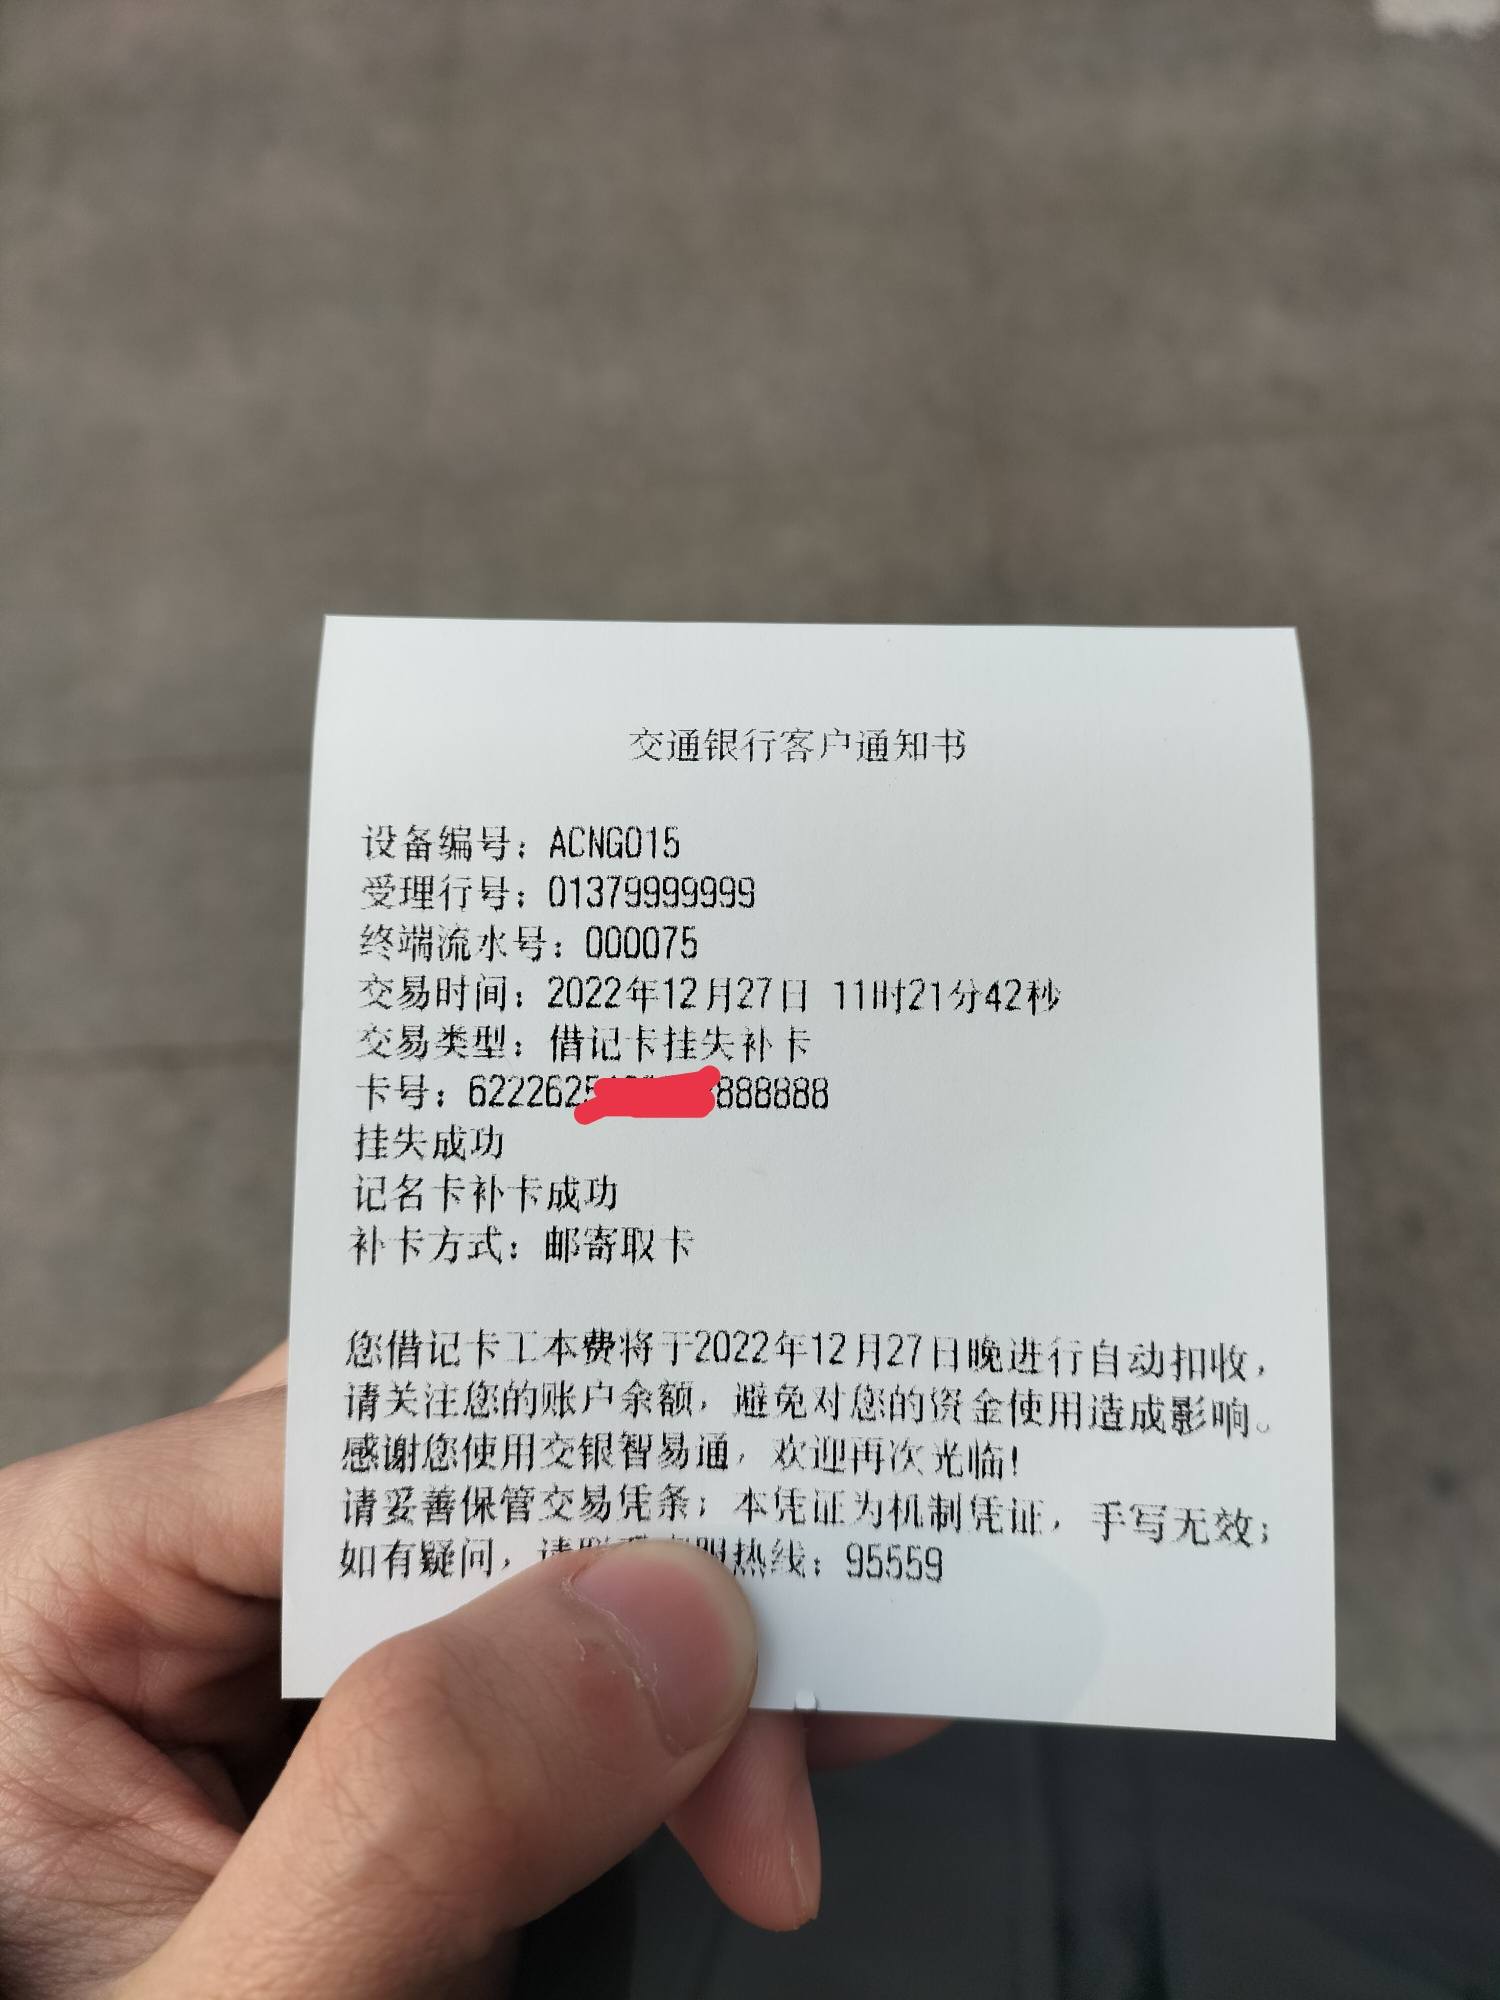 交通银行客户通知书
设备编号：ACNG015
受理行号：01379999999
终端流水号：000075
交易时间：2022年12月27日 11时21分42秒
交易类型：借记卡挂失补卡
卡号：622262 888888
挂失成功
记名卡补卡成功
补卡方式：邮寄取卡
您借记卡工本费将于2022年12月27日晚进行自动扣收，
请关注您的账户余额，避免对您的资金使用造成影响。
感谢您使用交银智易通，欢迎再次光临！
请妥善保管交易凭条；本凭证为机制凭证，手写无效；
如有疑问，请 热线：95559